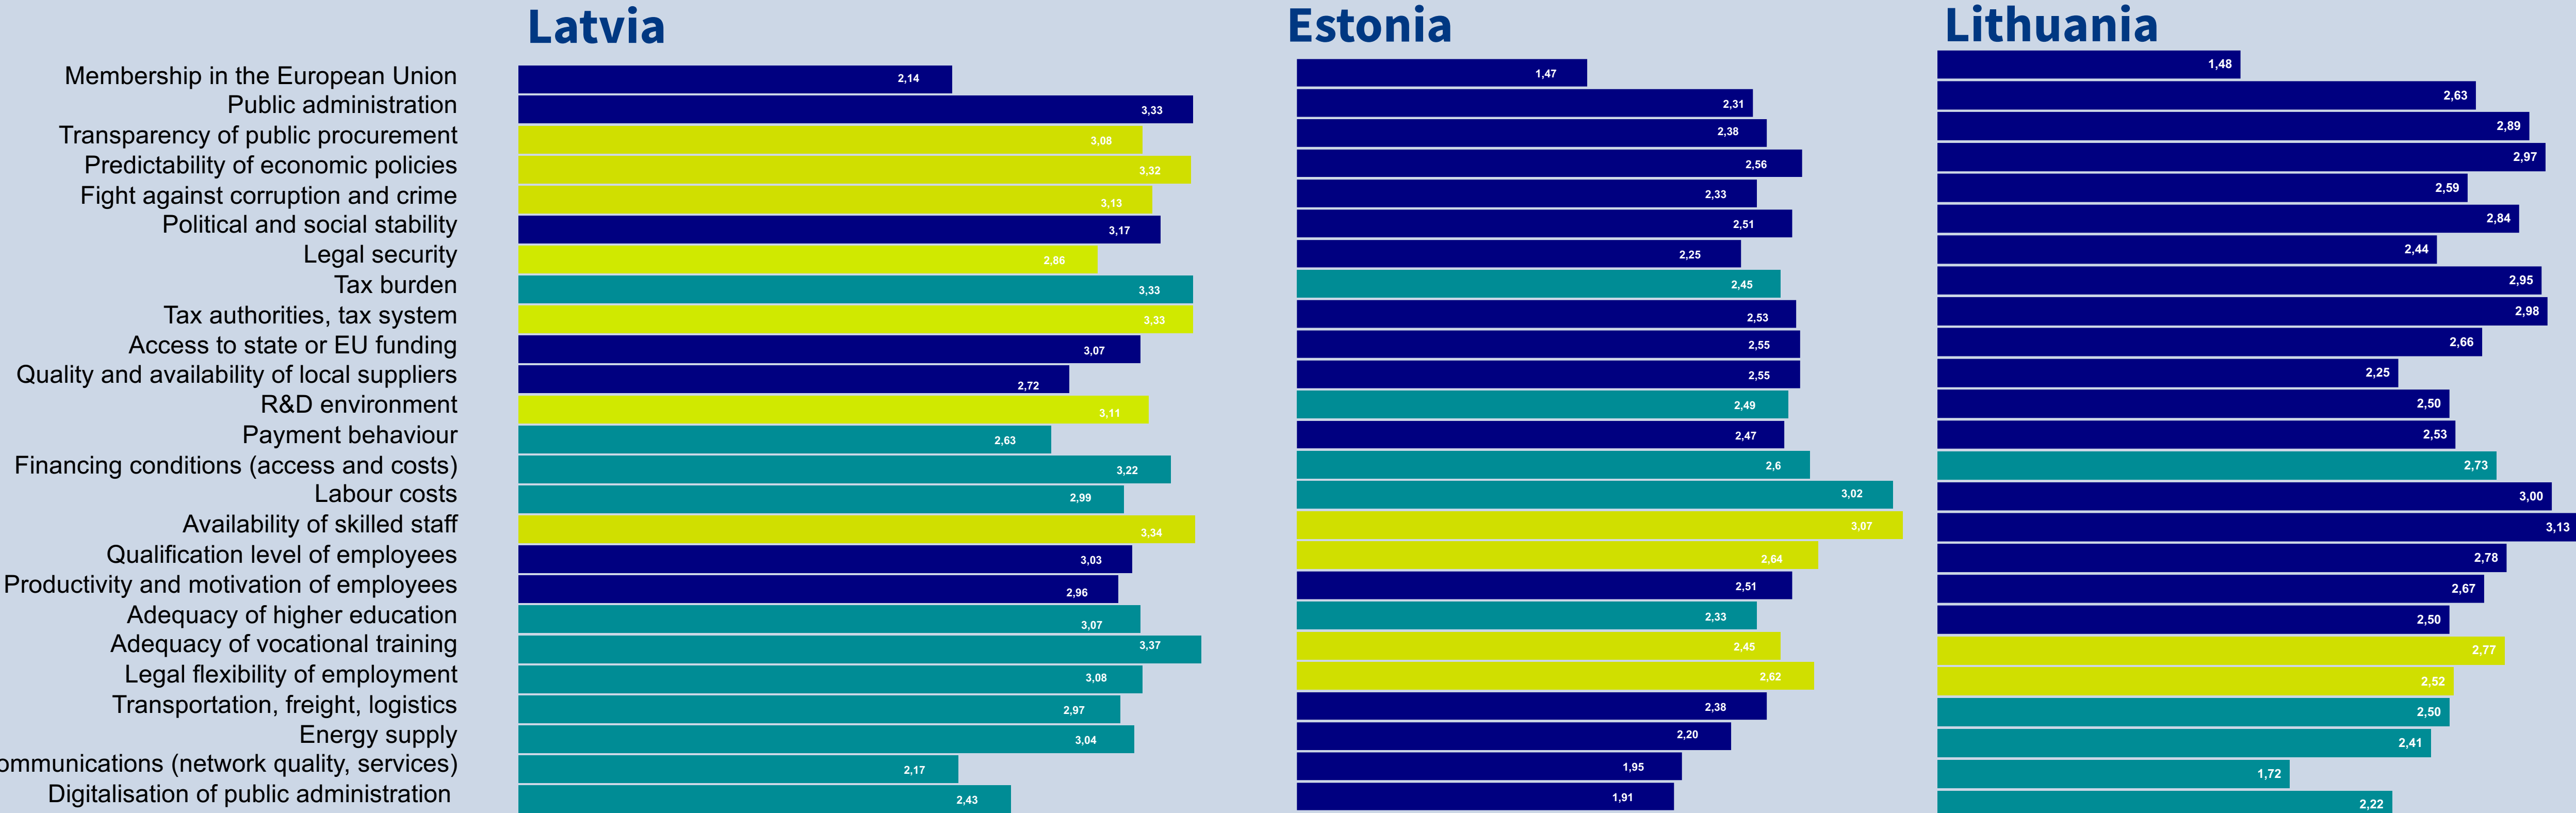 Latvia Estonia Lithuania
Membership in the European Union 2,14 1,47 1,48
Public administration 3,33 2,31 2,63
Transparency of public procurement 3,08 2,38 2,89
Predictability of economic policies 3,32 2,56 2,97
Fight against corruption and crime 3,13 2,33 2,59
Political and social stability 3,17 2,51 2,84
Legal security 2,86 2,25 2,44
Tax burden 3,33 2,45 2,95
Tax authorities, tax system 3,33 2,53 2,98
Access to state or EU funding 3,07 2,55 2,66
Quality and availability of local suppliers 2,72 2,55 2,25
R&D environment 3,11 2,49 2,50
Payment behaviour 2,63 2,47 2,53
Financing conditions (access and costs) 3,22 2,6 2,73
Labour costs 2,99 3,02 3,00
Availability of skilled staff 3,34 3,07 3,13
Qualification level of employees 3,03 2,64 2,78
Productivity and motivation of employees 2,96 2,51 2,67
Adequacy of higher education 3,07 2,33 2,50
Adequacy of vocational training 3,37 2,45 2,77
Legal flexibility of employment 3,08 2,62 2,52
Transportation, freight, logistics 2,97 2,38 2,50
Energy supply 3,04 2,20 2,41
ommunications (network quality, services) 2,17 1,95 1,72
Digitalisation of public administration 2,43 1,91 2,22